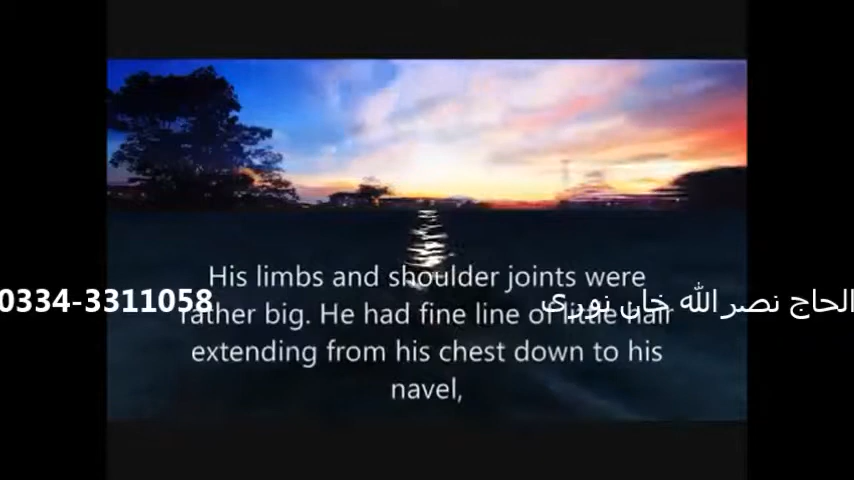 His limbs and shoulder joints were
rather big. He had fine line of little hair
extending from his chest down to his
navel,
0334-3311058
الحاج نصر الله خان نوری